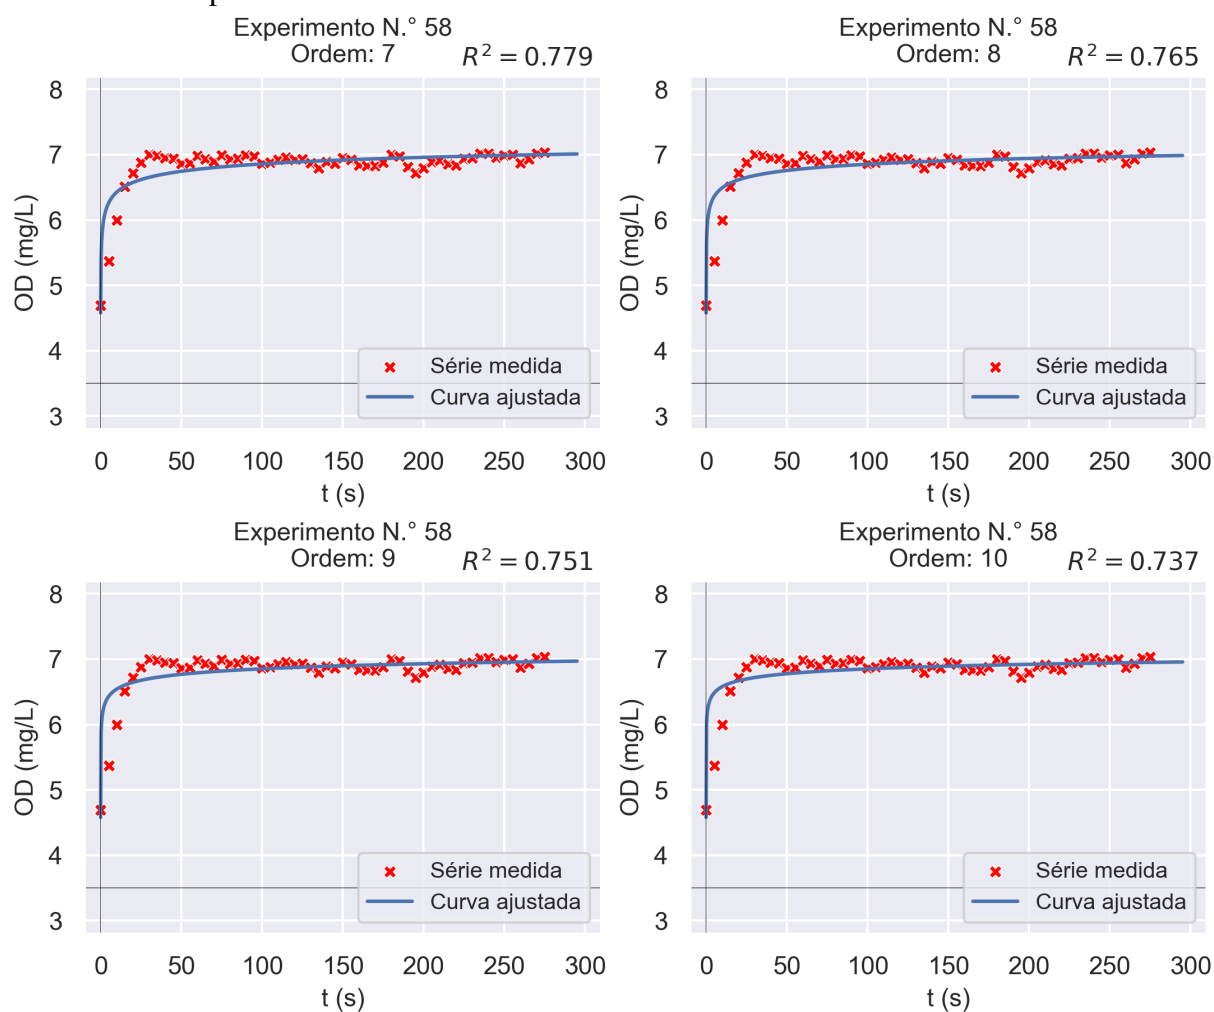 Experimento N.° 58
Ordem: 7
R² = 0.779
8
7
6
5
4
3
OD (mg/L)
Série medida
Curva ajustada
0 50 100 150 200 250 300
t (s)
Experimento N.° 58
Ordem: 8
R² = 0.765
8
7
6
5
4
3
OD (mg/L)
Série medida
Curva ajustada
0 50 100 150 200 250 300
t (s)
Experimento N.° 58
Ordem: 9
R² = 0.751
8
7
6
5
4
3
OD (mg/L)
Série medida
Curva ajustada
0 50 100 150 200 250 300
t (s)
Experimento N.° 58
Ordem: 10
R² = 0.737
8
7
6
5
4
3
OD (mg/L)
Série medida
Curva ajustada
0 50 100 150 200 250 300
t (s)